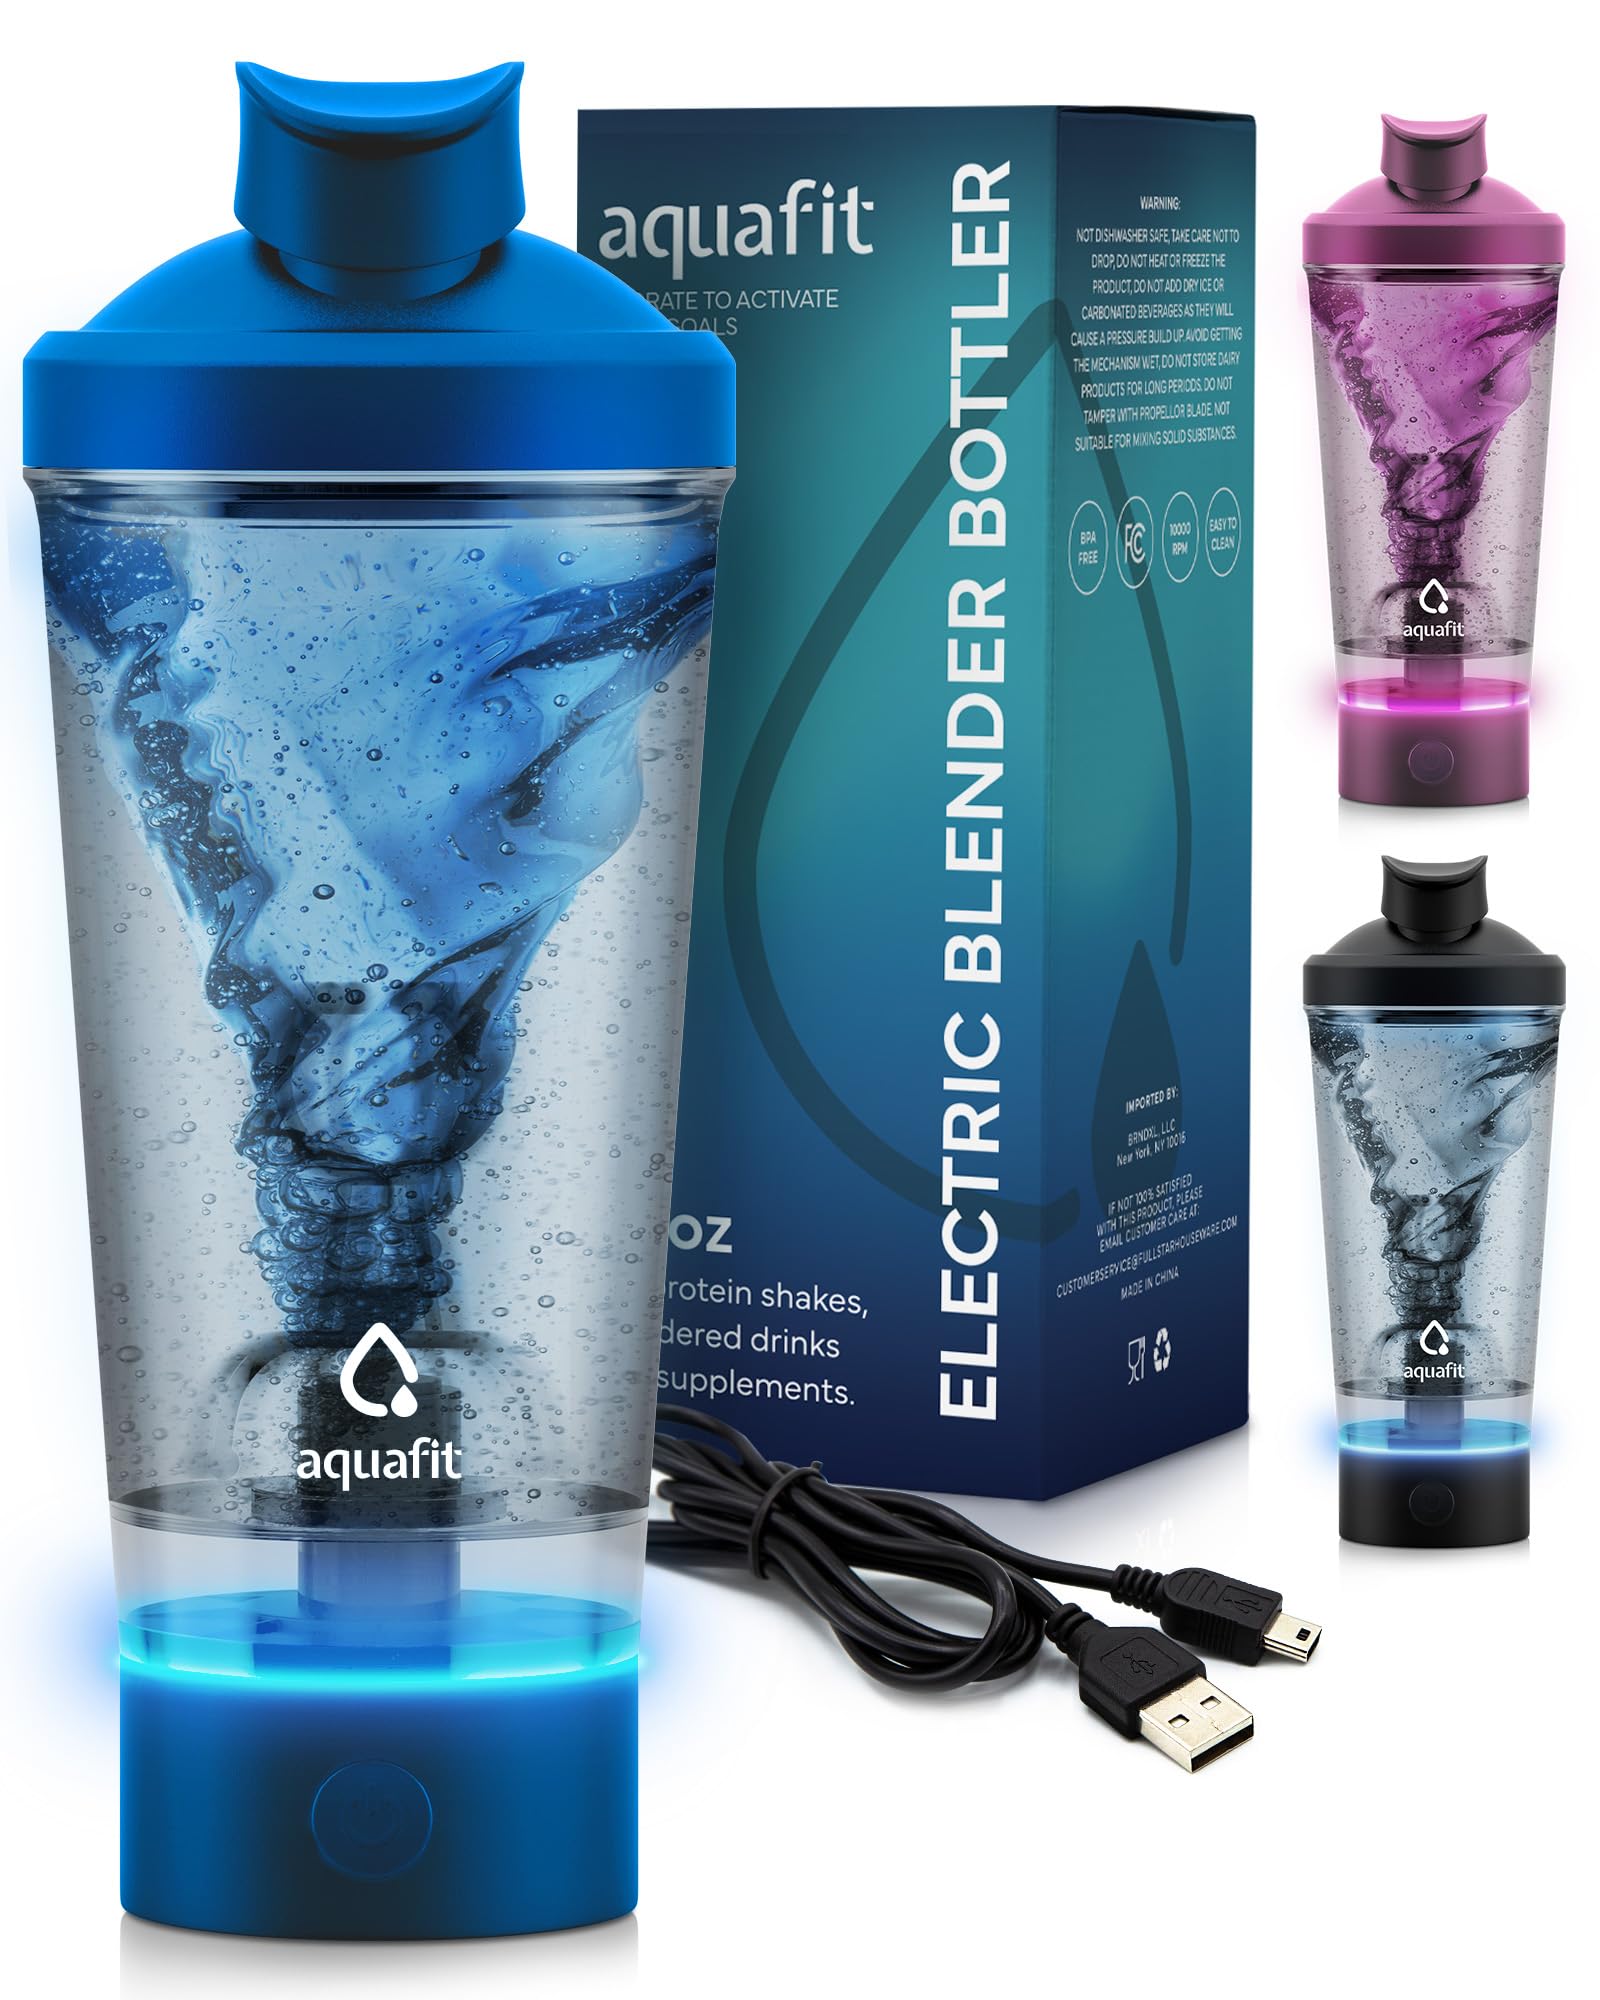 aquafit
RATE TO ACTIVATE
GOALS
ELECTRIC BLENDER BOTTLER
OZ
rotein shakes,
dered drinks
supplements.
WARNING:
NOT DISHWASHER SAFE, TAKE CARE NOT TO
DROP, DO NOT HEAT OR FREEZE THE
PRODUCT, DO NOT ADD DRY ICE OR
CARBONATED BEVERAGES AS THEY WILL
CAUSE A PRESSURE BUILD UP. AVOID GETTING
THE MECHANISM WET, DO NOT STORE DAIRY
PRODUCTS FOR LONG PERIODS. DO NOT
TAMPER WITH PROPELLOR BLADE. NOT
SUITABLE FOR MIXING SOLID SUBSTANCES.
BPA
FREE
FC
10000
RPM
EASY TO
CLEAN
IMPORTED BY:
BRNDXL, LLC
New York, NY 10016
IF NOT 100% SATISFIED
WITH THIS PRODUCT, PLEASE
EMAIL CUSTOMER CARE AT:
CUSTOMERSERVICE@FULLSTARHOUSEWARE.COM
MADE IN CHINA
aquafit
aquafit
aquafit